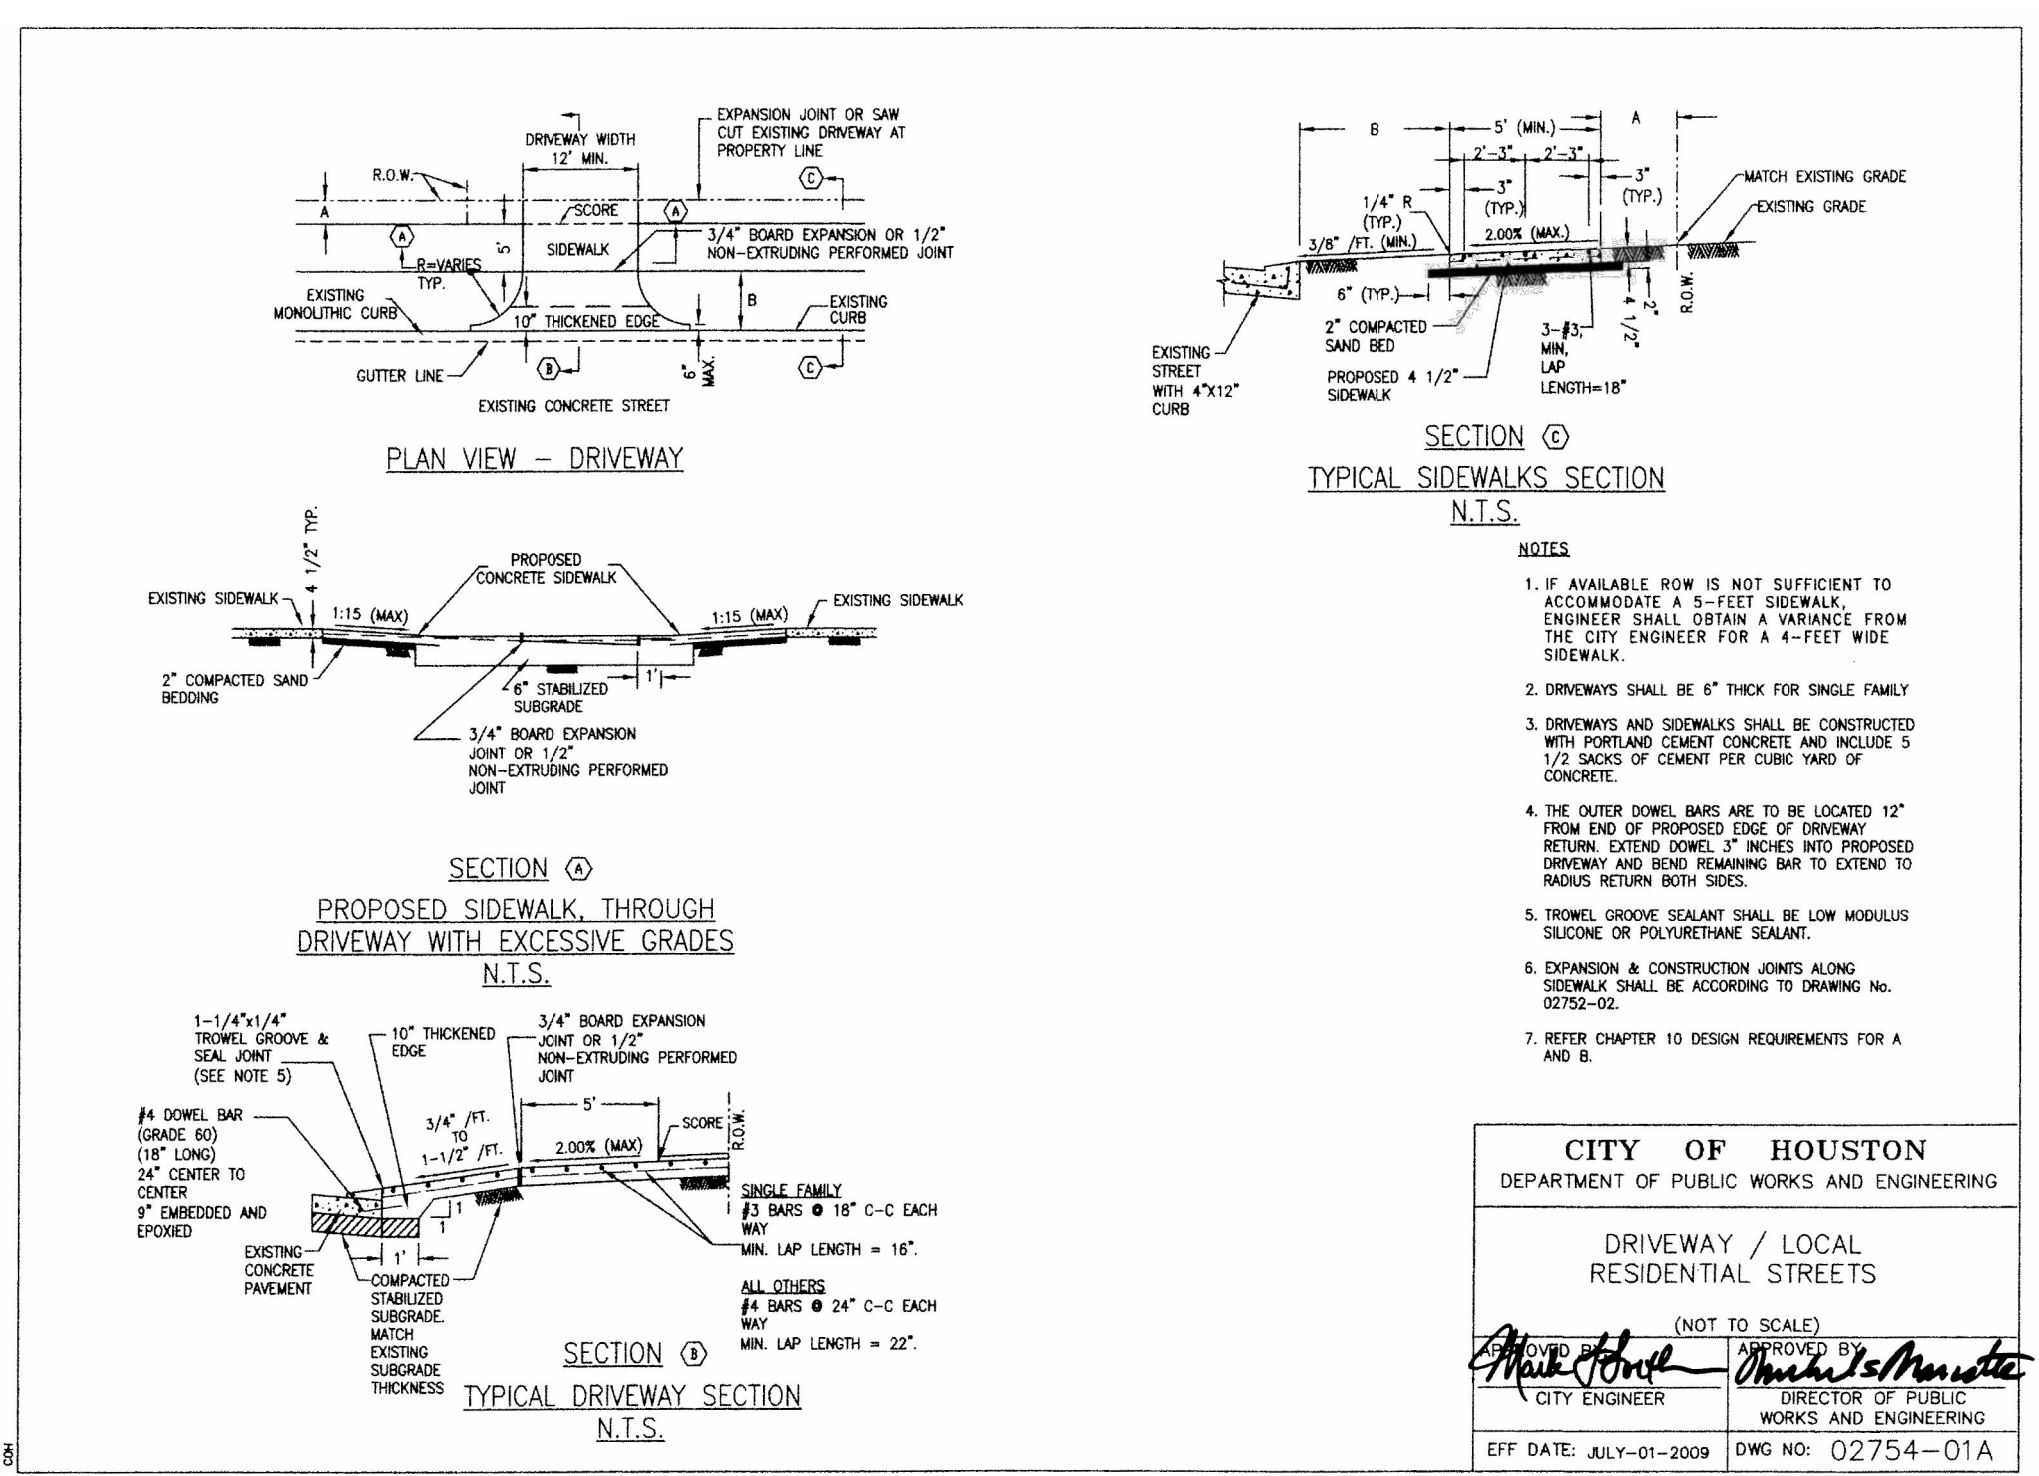 EXPANSION JOINT OR SAW
CUT EXISTING DRIVEWAY AT
PROPERTY LINE
DRIVEWAY WIDTH
12' MIN.
R.O.W.
C
A
SCORE
A
A
3/4" BOARD EXPANSION OR 1/2"
NON-EXTRUDING PERFORMED JOINT
5'
SIDEWALK
R=VARIES
TYP.
EXISTING
MONOLITHIC CURB
B
EXISTING
CURB
10" THICKENED EDGE
GUTTER LINE
B
6"
MAX.
C
EXISTING CONCRETE STREET
PLAN VIEW - DRIVEWAY
4 1/2" TYP.
PROPOSED
CONCRETE SIDEWALK
EXISTING SIDEWALK
1:15 (MAX)
1:15 (MAX)
EXISTING SIDEWALK
2" COMPACTED SAND
BEDDING
6" STABILIZED
SUBGRADE
1'
3/4" BOARD EXPANSION
JOINT OR 1/2"
NON-EXTRUDING PERFORMED
JOINT
SECTION A
PROPOSED SIDEWALK, THROUGH
DRIVEWAY WITH EXCESSIVE GRADES
N.T.S.
1-1/4"x1/4"
TROWEL GROOVE &
SEAL JOINT
(SEE NOTE 5)
10" THICKENED
EDGE
3/4" BOARD EXPANSION
JOINT OR 1/2"
NON-EXTRUDING PERFORMED
JOINT
#4 DOWEL BAR
(GRADE 60)
(18" LONG)
24" CENTER TO
CENTER
9" EMBEDDED AND
EPOXIED
3/4" /FT.
TO
1-1/2" /FT.
5'
2.00% (MAX)
SCORE
R.O.W.
1
1
EXISTING
CONCRETE
PAVEMENT
1'
COMPACTED
STABILIZED
SUBGRADE.
MATCH
EXISTING
SUBGRADE
THICKNESS
SINGLE FAMILY
#3 BARS @ 18" C-C EACH
WAY
MIN. LAP LENGTH = 16".
ALL OTHERS
#4 BARS @ 24" C-C EACH
WAY
MIN. LAP LENGTH = 22".
SECTION B
TYPICAL DRIVEWAY SECTION
N.T.S.
B
5' (MIN.)
A
2'-3"
2'-3"
3"
(TYP.)
3"
(TYP.)
1/4" R
(TYP.)
MATCH EXISTING GRADE
EXISTING GRADE
3/8" /FT. (MIN.)
2.00% (MAX.)
6" (TYP.)
2"
4 1/2"
R.O.W.
2" COMPACTED
SAND BED
EXISTING
STREET
WITH 4"X12"
CURB
PROPOSED 4 1/2"
SIDEWALK
3-#3,
MIN,
LAP
LENGTH=18"
SECTION C
TYPICAL SIDEWALKS SECTION
N.T.S.
NOTES
1. IF AVAILABLE ROW IS NOT SUFFICIENT TO
ACCOMMODATE A 5-FEET SIDEWALK,
ENGINEER SHALL OBTAIN A VARIANCE FROM
THE CITY ENGINEER FOR A 4-FEET WIDE
SIDEWALK.
2. DRIVEWAYS SHALL BE 6" THICK FOR SINGLE FAMILY
3. DRIVEWAYS AND SIDEWALKS SHALL BE CONSTRUCTED
WITH PORTLAND CEMENT CONCRETE AND INCLUDE 5
1/2 SACKS OF CEMENT PER CUBIC YARD OF
CONCRETE.
4. THE OUTER DOWEL BARS ARE TO BE LOCATED 12"
FROM END OF PROPOSED EDGE OF DRIVEWAY
RETURN. EXTEND DOWEL 3" INCHES INTO PROPOSED
DRIVEWAY AND BEND REMAINING BAR TO EXTEND TO
RADIUS RETURN BOTH SIDES.
5. TROWEL GROOVE SEALANT SHALL BE LOW MODULUS
SILICONE OR POLYURETHANE SEALANT.
6. EXPANSION & CONSTRUCTION JOINTS ALONG
SIDEWALK SHALL BE ACCORDING TO DRAWING No.
02752-02.
7. REFER CHAPTER 10 DESIGN REQUIREMENTS FOR A
AND B.
CITY OF HOUSTON
DEPARTMENT OF PUBLIC WORKS AND ENGINEERING
DRIVEWAY / LOCAL
RESIDENTIAL STREETS
(NOT TO SCALE)
APPROVED BY
CITY ENGINEER
APPROVED BY
DIRECTOR OF PUBLIC
WORKS AND ENGINEERING
EFF DATE: JULY-01-2009
DWG NO: 02754-01A
COH